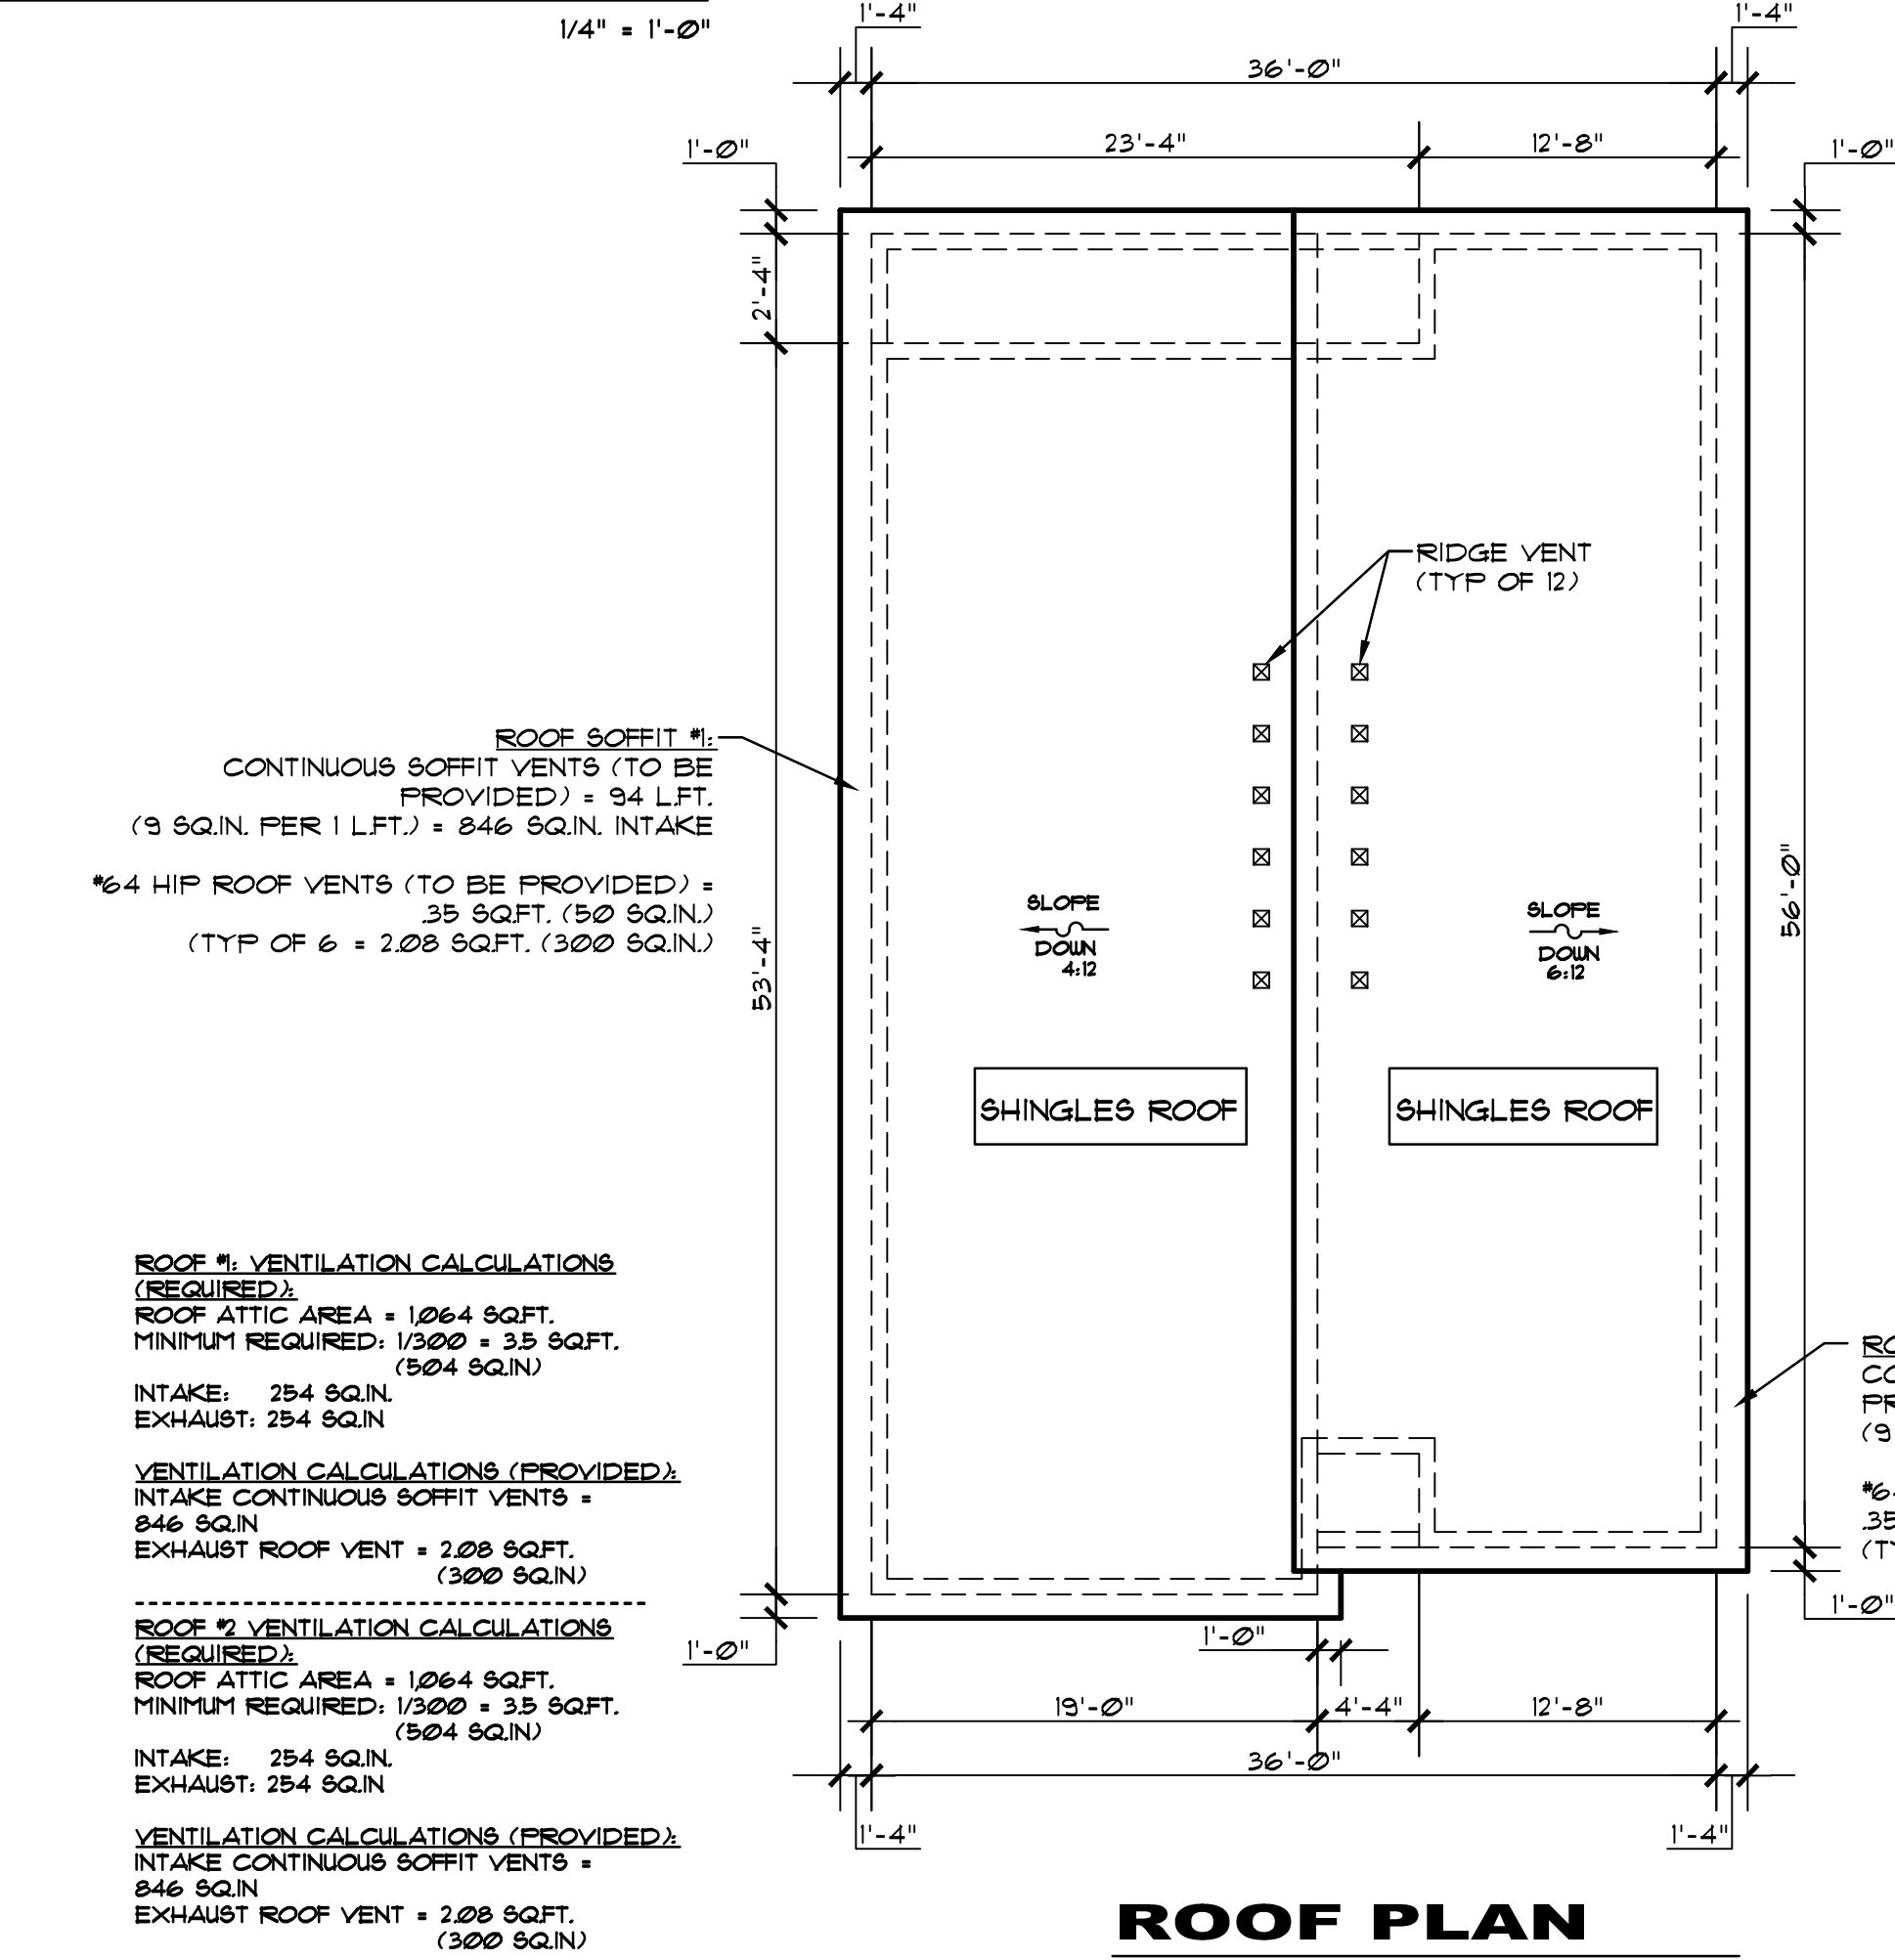 1/4" = 1'-0"
1'-4"
1'-4"
36'-0"
23'-4"
12'-8"
1'-0"
1'-0"
2'-4"
RIDGE VENT
(TYP OF 12)
ROOF SOFFIT #1:
CONTINUOUS SOFFIT VENTS (TO BE
PROVIDED) = 94 L.FT.
(9 SQ.IN. PER 1 L.FT.) = 846 SQ.IN. INTAKE
#64 HIP ROOF VENTS (TO BE PROVIDED) =
.35 SQ.FT. (50 SQ.IN.)
(TYP OF 6 = 2.08 SQ.FT. (300 SQ.IN.)
53'-4"
56'-0"
SLOPE
DOWN
4:12
SLOPE
DOWN
6:12
SHINGLES ROOF
SHINGLES ROOF
ROOF #1: VENTILATION CALCULATIONS
(REQUIRED):
ROOF ATTIC AREA = 1,064 SQ.FT.
MINIMUM REQUIRED: 1/300 = 3.5 SQ.FT.
(504 SQ.IN)
INTAKE: 254 SQ.IN.
EXHAUST: 254 SQ.IN
VENTILATION CALCULATIONS (PROVIDED):
INTAKE CONTINUOUS SOFFIT VENTS =
846 SQ.IN
EXHAUST ROOF VENT = 2.08 SQ.FT.
(300 SQ.IN)
ROOF #2 VENTILATION CALCULATIONS
(REQUIRED):
ROOF ATTIC AREA = 1,064 SQ.FT.
MINIMUM REQUIRED: 1/300 = 3.5 SQ.FT.
(504 SQ.IN)
INTAKE: 254 SQ.IN.
EXHAUST: 254 SQ.IN
VENTILATION CALCULATIONS (PROVIDED):
INTAKE CONTINUOUS SOFFIT VENTS =
846 SQ.IN
EXHAUST ROOF VENT = 2.08 SQ.FT.
(300 SQ.IN)
(9
.35
1'-0"
1'-0"
1'-0"
19'-0"
4'-4"
12'-8"
36'-0"
1'-4"
1'-4"
ROOF PLAN